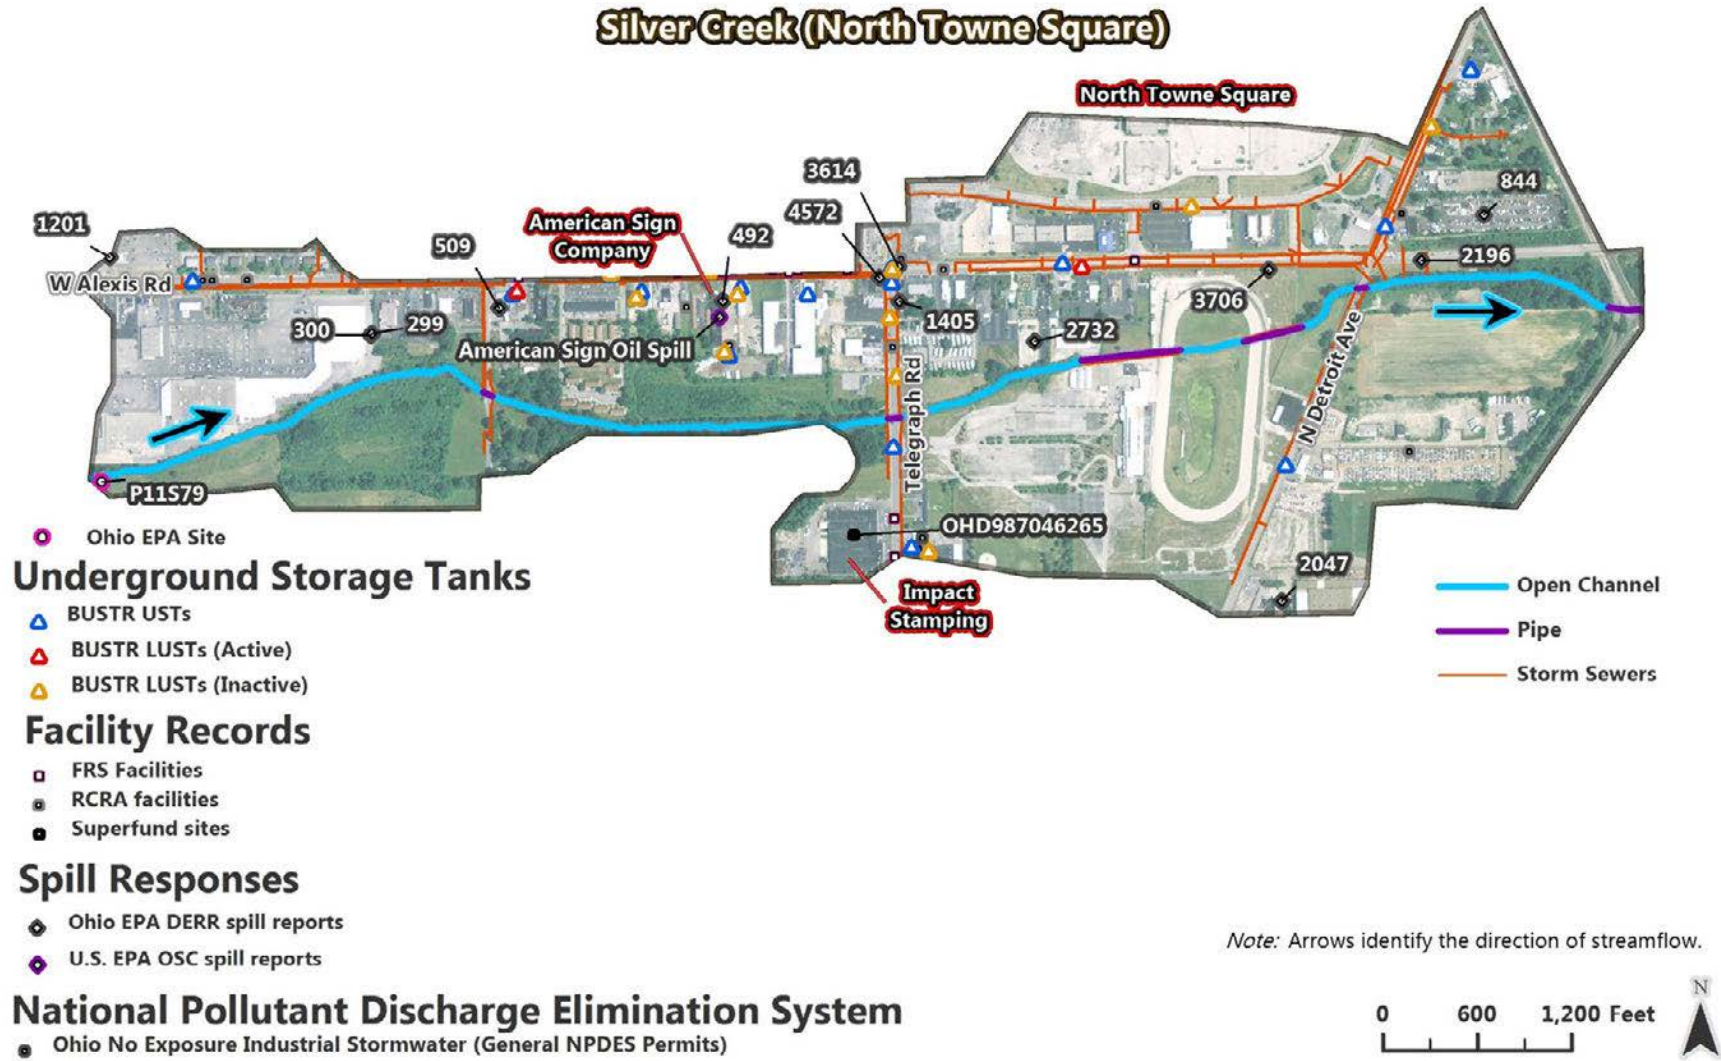 Silver Creek (North Towne Square)
North Towne Square
3614
844
1201
American Sign
Company
4572
509
492
2196
W Alexis Rd
3706
300
299
1405
2732
American Sign Oil Spill
Telegraph Rd
N Detroit Ave
P11S79
OHD987046265
2047
Impact
Stamping
Ohio EPA Site
Underground Storage Tanks
BUSTR USTs
BUSTR LUSTs (Active)
BUSTR LUSTs (Inactive)
Facility Records
FRS Facilities
RCRA facilities
Superfund sites
Spill Responses
Ohio EPA DERR spill reports
U.S. EPA OSC spill reports
National Pollutant Discharge Elimination System
Ohio No Exposure Industrial Stormwater (General NPDES Permits)
Open Channel
Pipe
Storm Sewers
Note: Arrows identify the direction of streamflow.
N
0 600 1,200 Feet